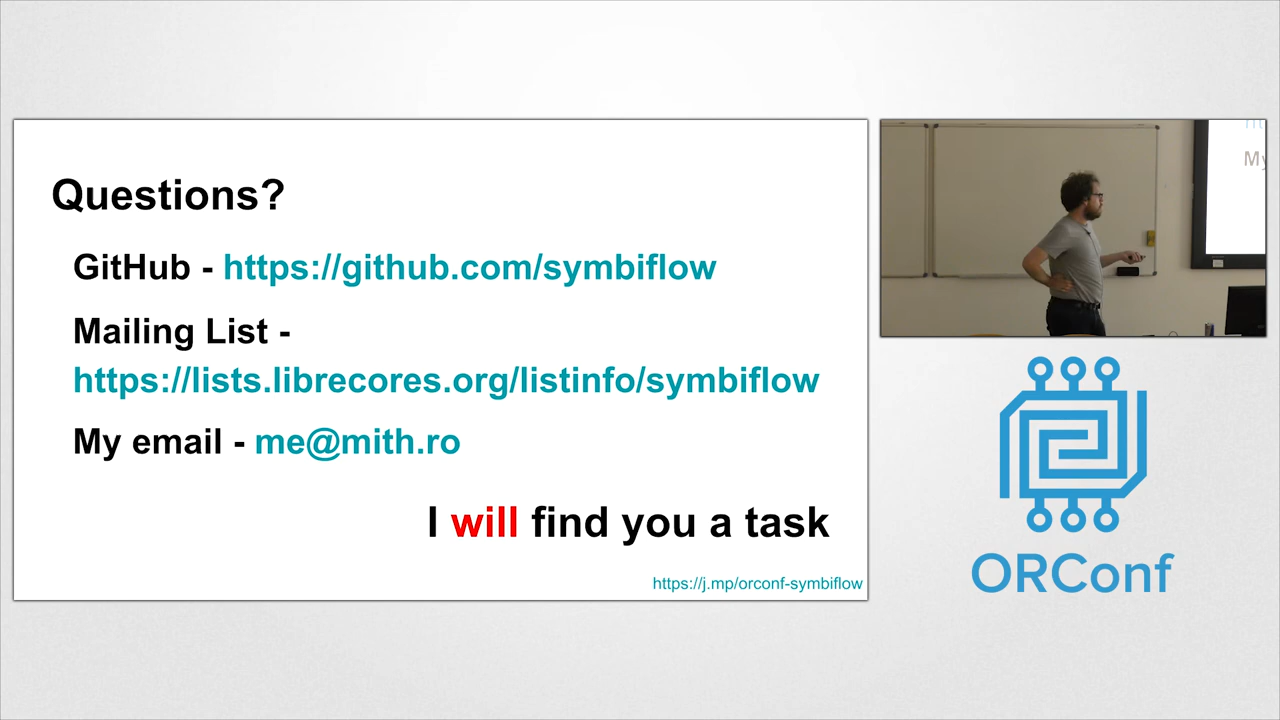 Questions?
GitHub - https://github.com/symbiflow
Mailing List -
https://lists.librecores.org/listinfo/symbiflow
My email - me@mith.ro
I will find you a task
https://j.mp/orconf-symbiflow
My
ORConf